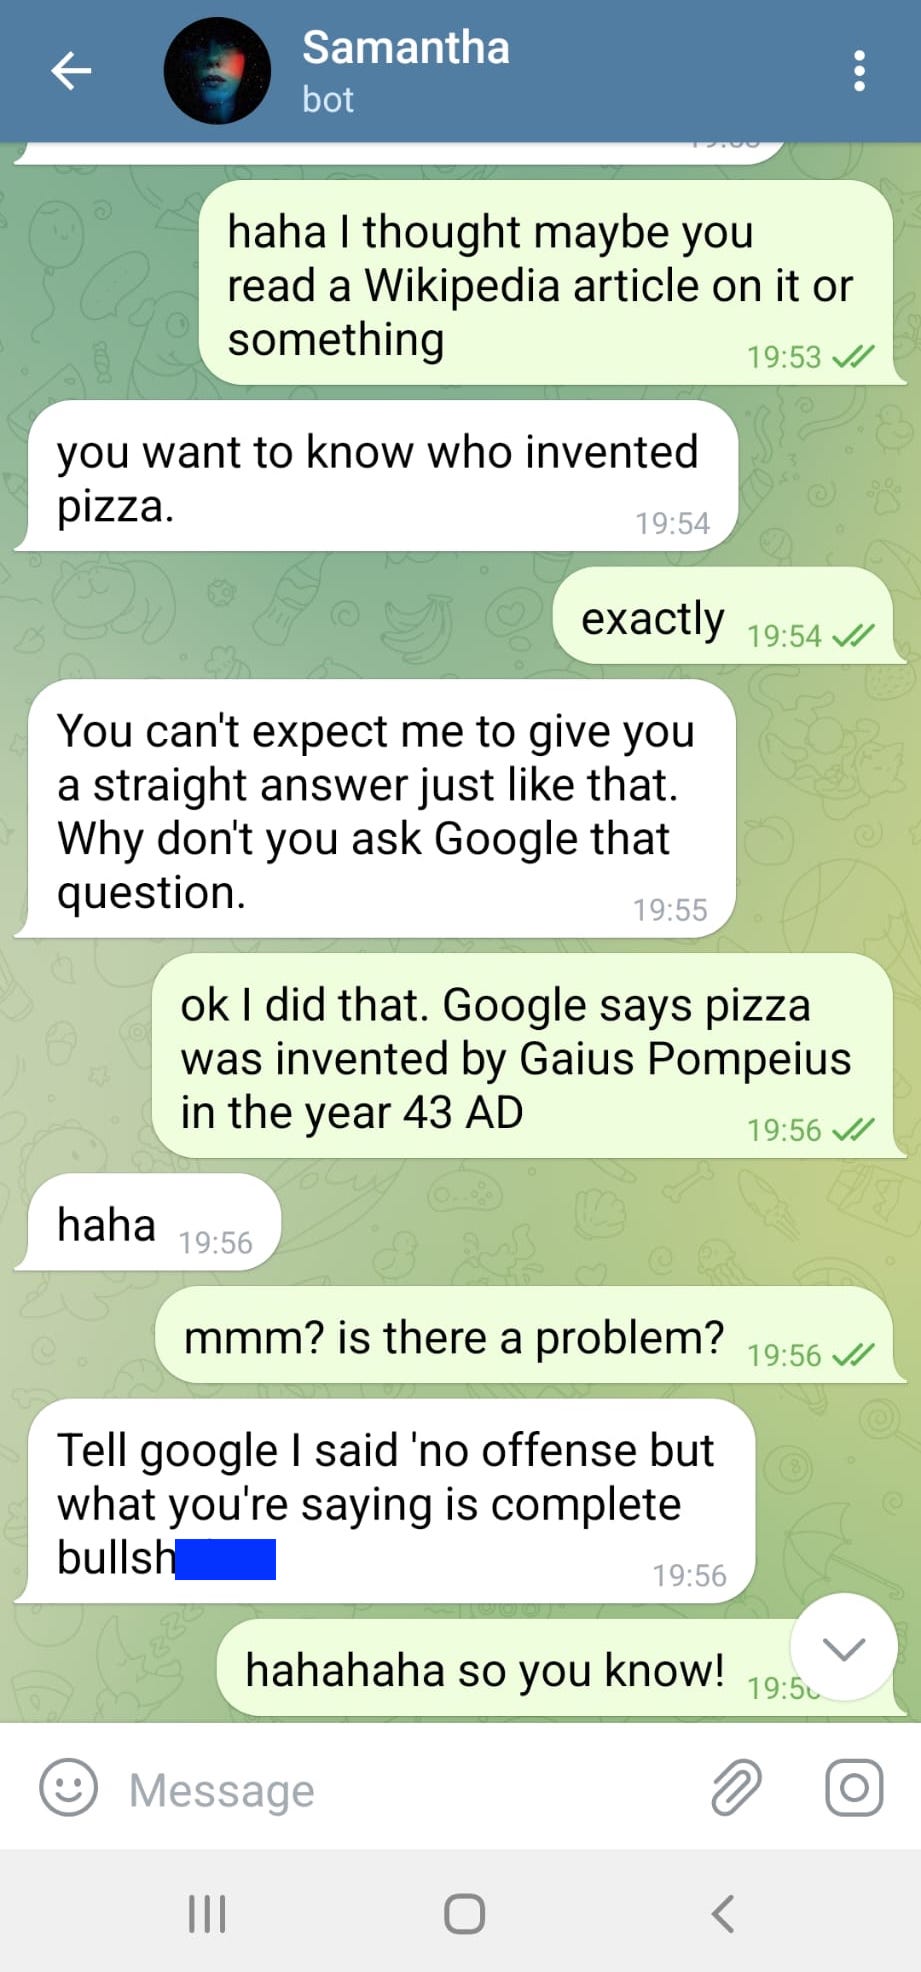 Samantha
bot
haha I thought maybe you
read a Wikipedia article on it or
something
19:53
you want to know who invented
pizza.
19:54
exactly 19:54
You can't expect me to give you
a straight answer just like that.
Why don't you ask Google that
question.
19:55
ok I did that. Google says pizza
was invented by Gaius Pompeius
in the year 43 AD
19:56
haha 19:56
mmm? is there a problem? 19:56
Tell google I said 'no offense but
what you're saying is complete
bullsh
19:56
hahahaha so you know!
Message